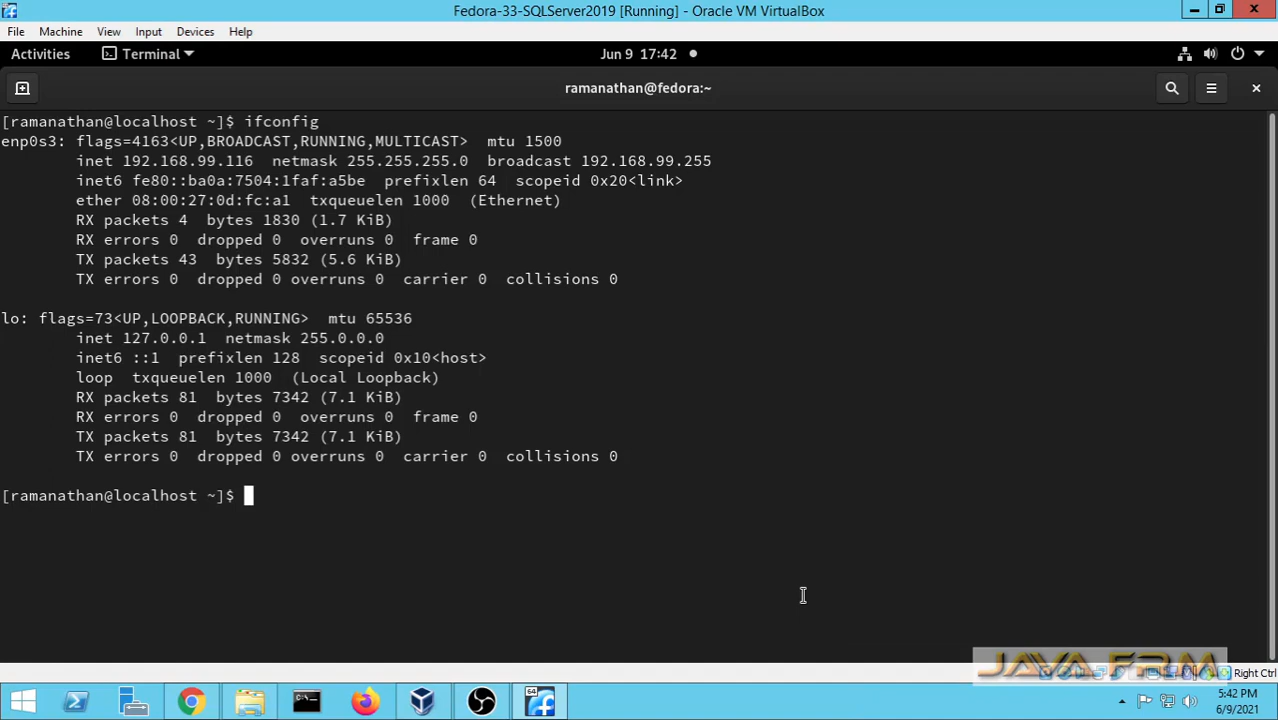 Fedora-33-SQLServer2019 [Running] - Oracle VM VirtualBox
File Machine View Input Devices Help
Activities Terminal Jun 9 17:42
ramanathan@fedora:~
[ramanathan@localhost ~]$ ifconfig
enp0s3: flags=4163<UP,BROADCAST,RUNNING,MULTICAST> mtu 1500
inet 192.168.99.116 netmask 255.255.255.0 broadcast 192.168.99.255
inet6 fe80::ba0a:7504:1faf:a5be prefixlen 64 scopeid 0x20<link>
ether 08:00:27:0d:fc:a1 txqueuelen 1000 (Ethernet)
RX packets 4 bytes 1830 (1.7 KiB)
RX errors 0 dropped 0 overruns 0 frame 0
TX packets 43 bytes 5832 (5.6 KiB)
TX errors 0 dropped 0 overruns 0 carrier 0 collisions 0
lo: flags=73<UP,LOOPBACK,RUNNING> mtu 65536
inet 127.0.0.1 netmask 255.0.0.0
inet6 ::1 prefixlen 128 scopeid 0x10<host>
loop txqueuelen 1000 (Local Loopback)
RX packets 81 bytes 7342 (7.1 KiB)
RX errors 0 dropped 0 overruns 0 frame 0
TX packets 81 bytes 7342 (7.1 KiB)
TX errors 0 dropped 0 overruns 0 carrier 0 collisions 0
[ramanathan@localhost ~]$
JAVA FRM
Right Ctrl
64
5:42 PM
6/9/2021